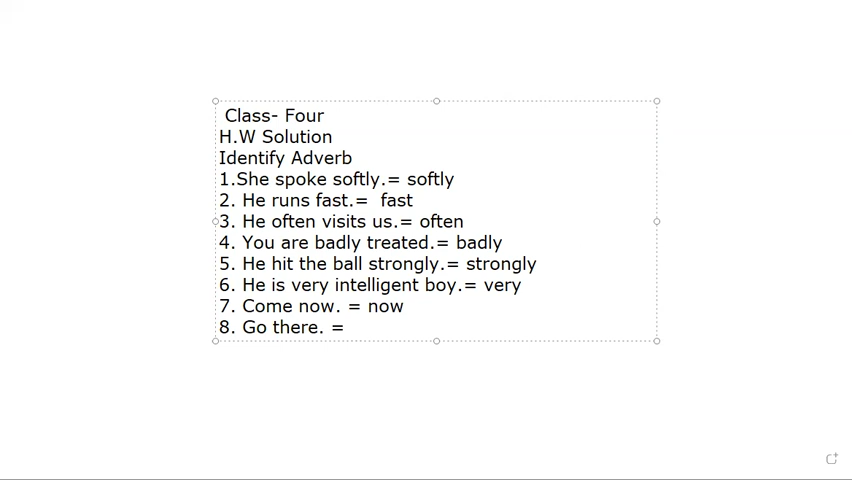 Class- Four
H.W Solution
Identify Adverb
1.She spoke softly.= softly
2. He runs fast.=  fast
3. He often visits us.= often
4. You are badly treated.= badly
5. He hit the ball strongly.= strongly
6. He is very intelligent boy.= very
7. Come now. = now
8. Go there. =